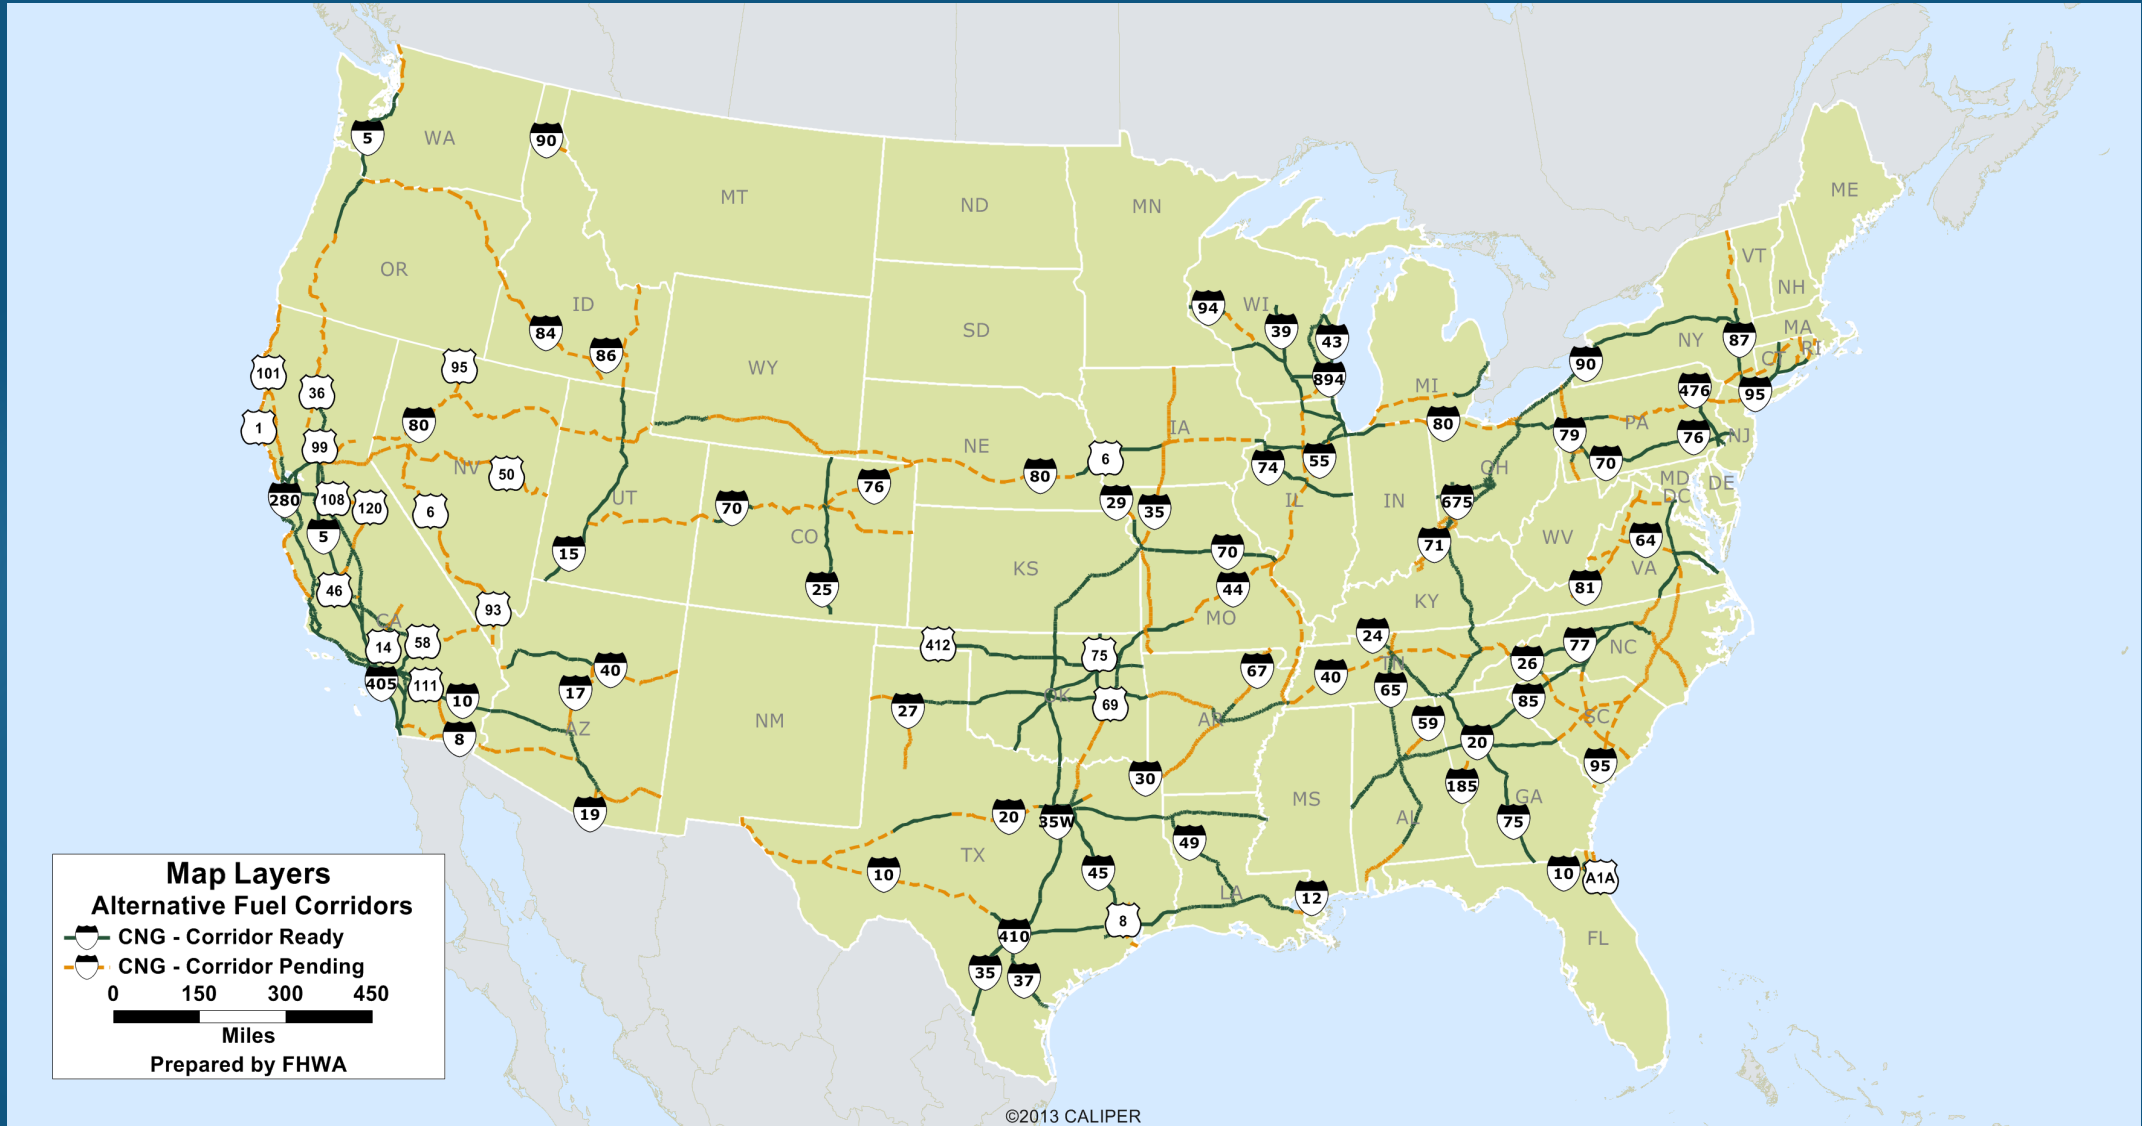 5
WA
90
MT
ND
MN
ME
OR
ID
84
86
SD
94
WI
39
43
894
MI
VT
NH
MA
RI
CT
NY
87
90
476
95
101
36
95
WY
1
99
80
NV
50
280
108
120
6
5
46
UT
15
70
CO
25
76
NE
80
6
IA
29
35
74
55
IL
80
IN
OH
675
71
79
70
PA
76
NJ
MD
DC
DE
WV
64
VA
81
KS
70
44
MO
KY
CA
14
58
93
405
111
10
8
40
17
AZ
19
NM
412
75
OK
69
27
67
AR
40
24
TN
65
26
77
NC
85
SC
59
20
95
185
GA
75
30
MS
AL
20
35W
TX
10
45
49
LA
12
8
410
35
37
10
A1A
FL
Map Layers
Alternative Fuel Corridors
CNG - Corridor Ready
CNG - Corridor Pending
0 150 300 450
Miles
Prepared by FHWA
©2013 CALIPER